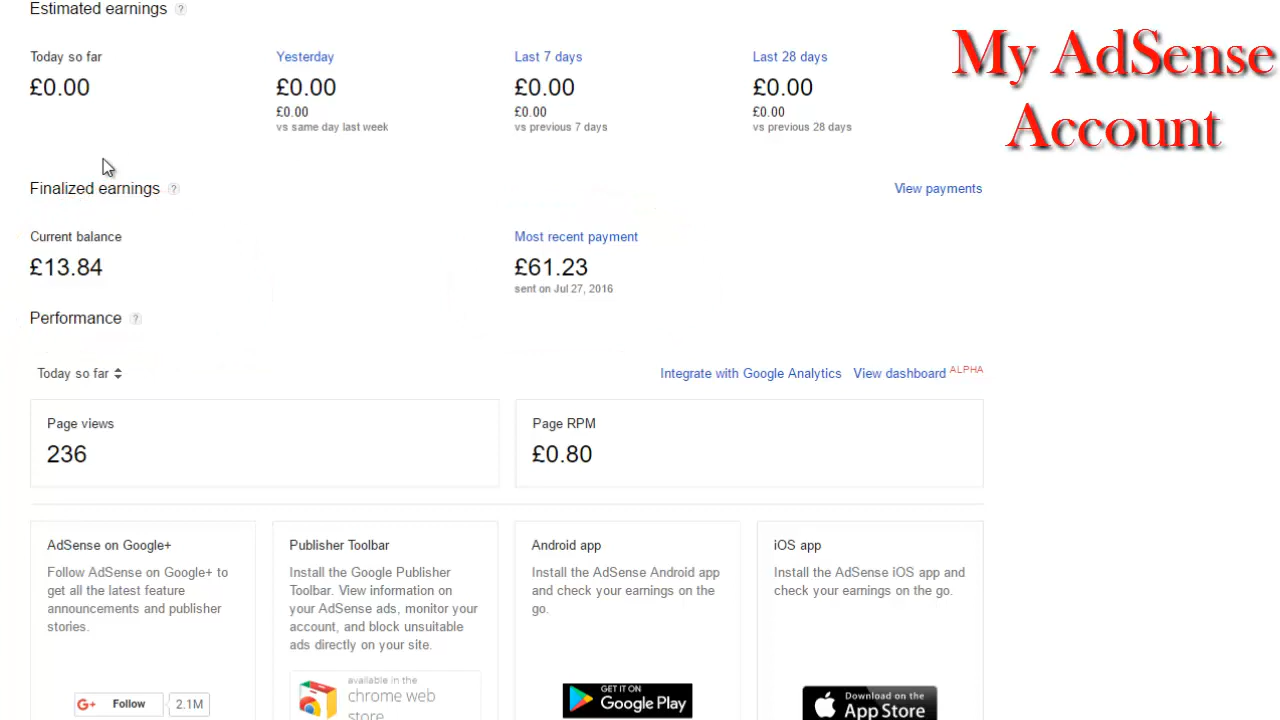 Estimated earnings ?
My AdSense
Account
Today so far
Yesterday
Last 7 days
Last 28 days
£0.00
£0.00
£0.00
£0.00
£0.00
£0.00
£0.00
vs same day last week
vs previous 7 days
vs previous 28 days
Finalized earnings ?
View payments
Current balance
Most recent payment
£13.84
£61.23
sent on Jul 27, 2016
Performance ?
Today so far
Integrate with Google Analytics
View dashboard ALPHA
Page views
236
Page RPM
£0.80
AdSense on Google+
Follow AdSense on Google+ to
get all the latest feature
announcements and publisher
stories.
G+ Follow
2.1M
Publisher Toolbar
Install the Google Publisher
Toolbar. View information on
your AdSense ads, monitor your
account, and block unsuitable
ads directly on your site.
available in the
chrome web
store
Android app
Install the AdSense Android app
and check your earnings on the
go.
GET IT ON
Google Play
iOS app
Install the AdSense iOS app and
check your earnings on the go.
Download on the
App Store